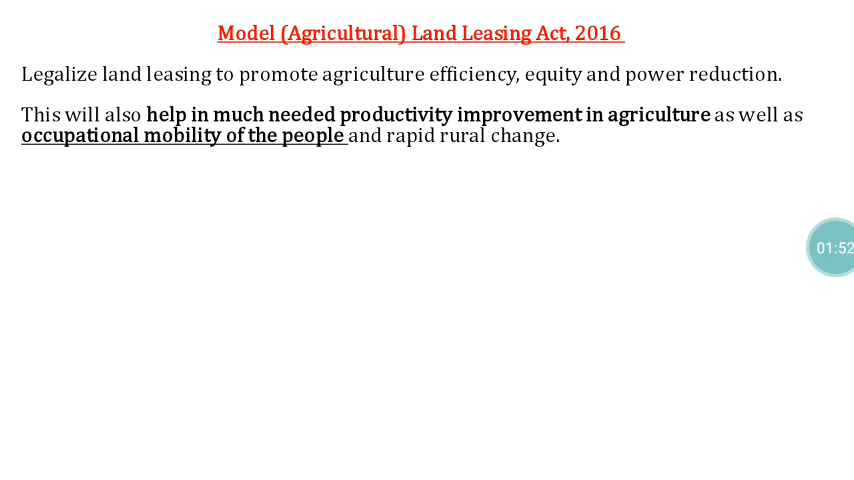 Model (Agricultural) Land Leasing Act, 2016
Legalize land leasing to promote agriculture efficiency, equity and power reduction.
This will also help in much needed productivity improvement in agriculture as well as
occupational mobility of the people and rapid rural change.
01:52